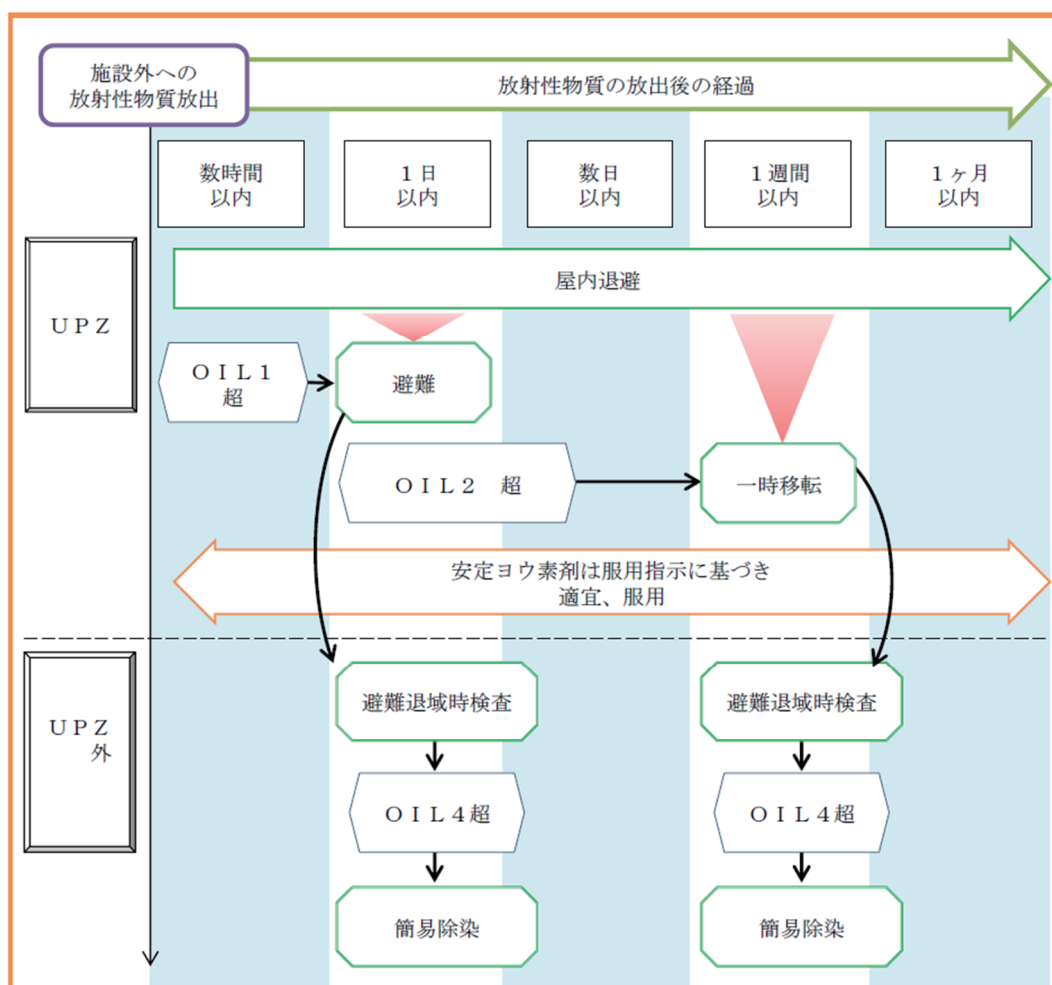 施設外への
放射性物質放出
放射性物質の放出後の経過
数時間
以内
１日
以内
数日
以内
１週間
以内
１ヶ月
以内
ＵＰＺ
屋内退避
ＯＩＬ１
超
避難
ＯＩＬ２　超
一時移転
安定ヨウ素剤は服用指示に基づき
適宜、服用
ＵＰＺ
外
避難退域時検査
避難退域時検査
ＯＩＬ４超
ＯＩＬ４超
簡易除染
簡易除染